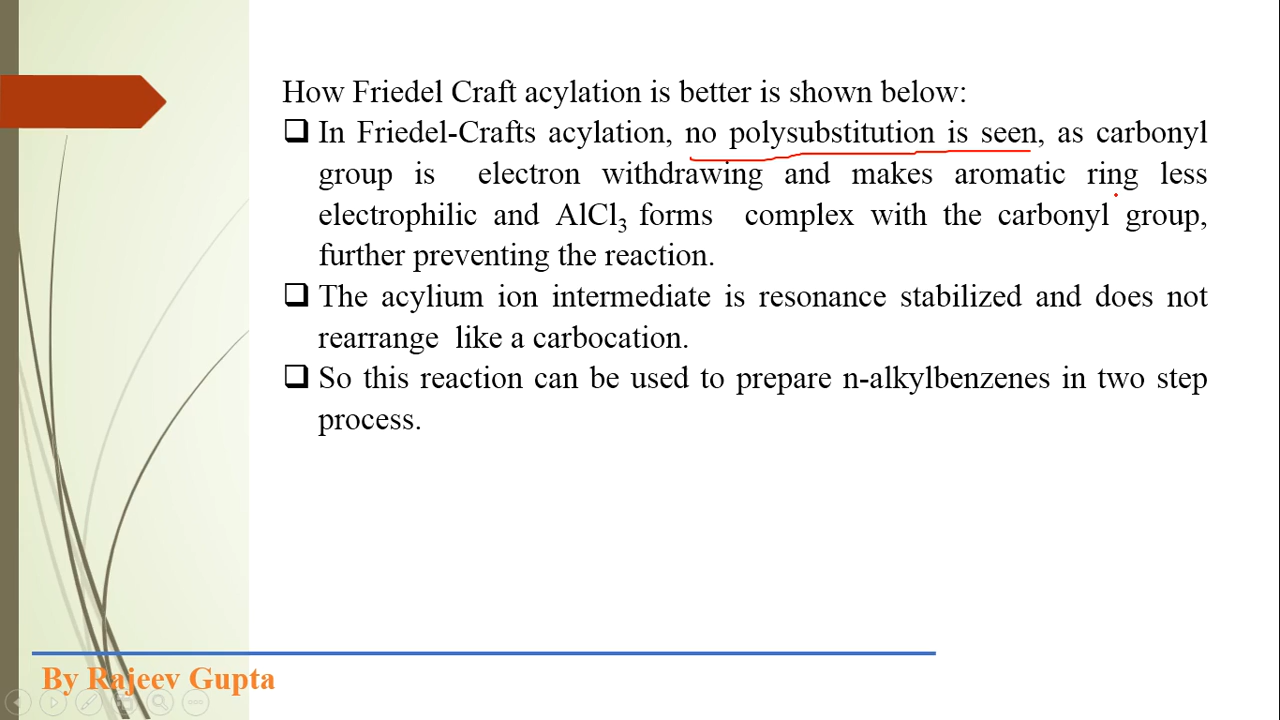 How Friedel Craft acylation is better is shown below:
❑ In Friedel-Crafts acylation, no polysubstitution is seen, as carbonyl
group is electron withdrawing and makes aromatic ring less
electrophilic and AlCl₃ forms complex with the carbonyl group,
further preventing the reaction.
❑ The acylium ion intermediate is resonance stabilized and does not
rearrange like a carbocation.
❑ So this reaction can be used to prepare n-alkylbenzenes in two step
process.
By Rajeev Gupta